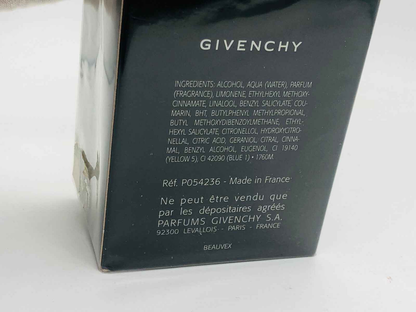 GIVENCHY
INGREDIENTS: ALCOHOL, AQUA (WATER), PARFUM
(FRAGRANCE), LIMONENE, ETHYLHEXYL METHOXY-
CINNAMATE, LINALOOL, BENZYL SALICYLATE, COU-
MARIN, BHT, BUTYLPHENYL METHYLPROPIONAL,
BUTYL METHOXYDIBENZOYLMETHANE, ETHYL-
HEXYL SALICYLATE, CITRONELLOL, HYDROXYCITRO-
NELLAL, CITRIC ACID, GERANIOL, CITRAL, CINNA-
MAL, BENZYL ALCOHOL, EUGENOL, CI 19140
(YELLOW 5), CI 42090 (BLUE 1) • 1760M
Réf. P054236 - Made in France
Ne peut être vendu que
par les dépositaires agréés
PARFUMS GIVENCHY S.A.
92300 LEVALLOIS - PARIS - FRANCE
BEAUVEX